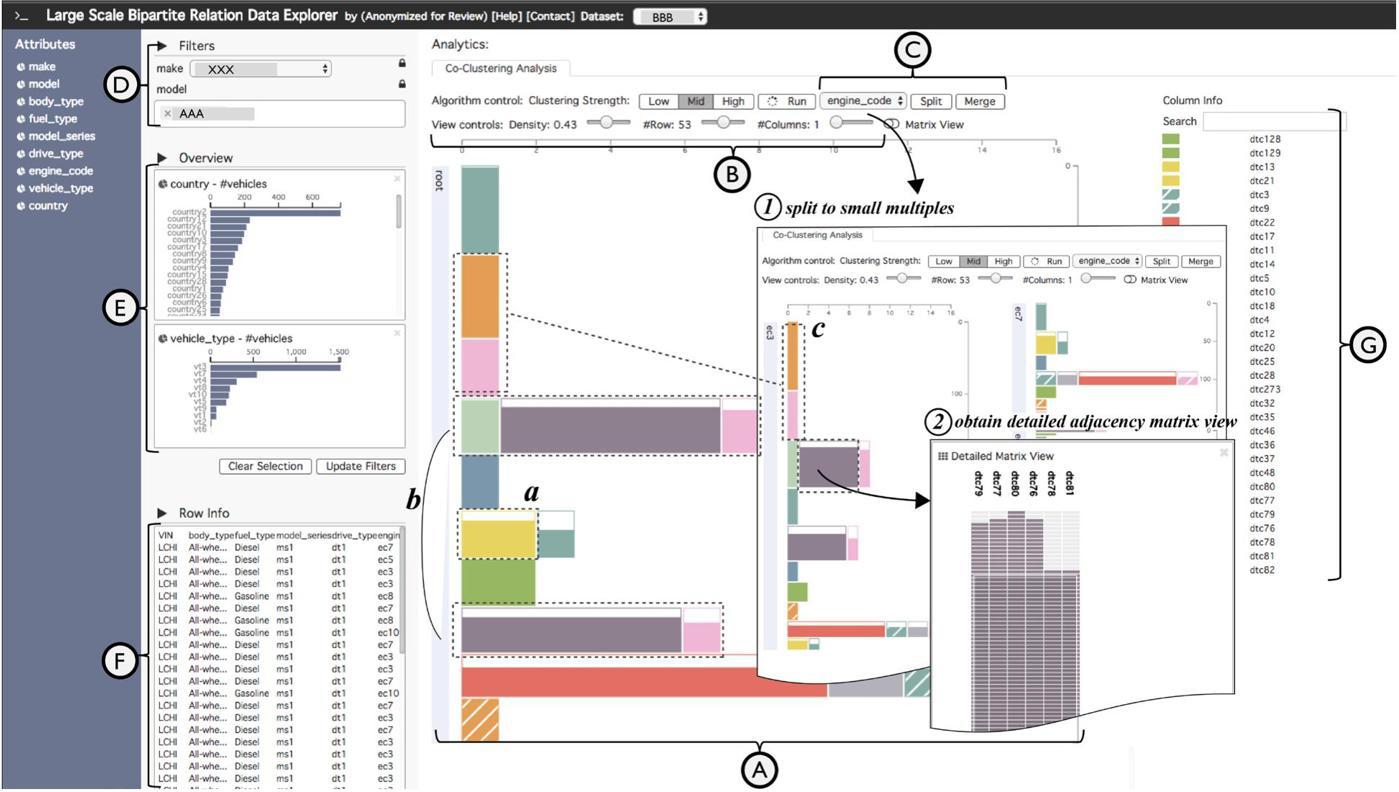 >_ Large Scale Bipartite Relation Data Explorer by (Anonymized for Review) [Help] [Contact] Dataset: BBB
Attributes
make
model
body_type
fuel_type
model_series
drive_type
engine_code
vehicle_type
country
D
Filters
make XXX
model
× AAA
E
Overview
country - #vehicles
0 200 400 600
country2
country12
country21
country10
country3
country17
country8
country9
country4
country15
country28
country1
country26
country6
vehicle_type - #vehicles
0 500 1,000 1,500
vt3
vt7
vt4
vt8
vt10
vt5
vt9
vt1
vt2
vt6
Clear Selection Update Filters
F
Row Info
VIN body_type fuel_type model_series drive_type engin
LCHI All-whe... Diesel ms1 dt1 ec7
LCHI All-whe... Diesel ms1 dt1 ec5
LCHI All-whe... Diesel ms1 dt1 ec3
LCHI All-whe... Diesel ms1 dt1 ec3
LCHI All-whe... Gasoline ms1 dt1 ec8
LCHI All-whe... Diesel ms1 dt1 ec7
LCHI All-whe... Gasoline ms1 dt1 ec8
LCHI All-whe... Gasoline ms1 dt1 ec10
LCHI All-whe... Diesel ms1 dt1 ec7
LCHI All-whe... Diesel ms1 dt1 ec3
LCHI All-whe... Diesel ms1 dt1 ec3
LCHI All-whe... Diesel ms1 dt1 ec7
LCHI All-whe... Gasoline ms1 dt1 ec10
LCHI All-whe... Diesel ms1 dt1 ec7
LCHI All-whe... Diesel ms1 dt1 ec3
LCHI All-whe... Diesel ms1 dt1 ec7
LCHI All-whe... Diesel ms1 dt1 ec3
LCHI All-whe... Diesel ms1 dt1 ec3
LCHI All-whe... Diesel ms1 dt1 ec3
LCHI All-whe... Diesel ms1 dt1 ec3
Analytics:
Co-Clustering Analysis
C
Algorithm control: Clustering Strength: Low Mid High Run engine_code Split Merge
View controls: Density: 0.43 #Row: 53 #Columns: 1 Matrix View
0 2 4 6 8 10 14 16
B
root
0
a
b
A
1 split to small multiples
Co-Clustering Analysis
Algorithm control: Clustering Strength: Low Mid High Run engine_code Split Merge
View controls: Density: 0.43 #Row: 53 #Columns: 1 Matrix View
0 2 4 6 8 10 12 14 16
ec3
c
0
100
ec7
0
50
100
2 obtain detailed adjacency matrix view
Detailed Matrix View
dtc79
dtc77
dtc80
dtc76
dtc78
dtc81
Column Info
Search
G
dtc128
dtc129
dtc13
dtc21
dtc3
dtc9
dtc22
dtc17
dtc11
dtc14
dtc5
dtc10
dtc18
dtc4
dtc12
dtc20
dtc25
dtc28
dtc273
dtc32
dtc35
dtc46
dtc36
dtc37
dtc48
dtc80
dtc77
dtc79
dtc76
dtc78
dtc81
dtc82